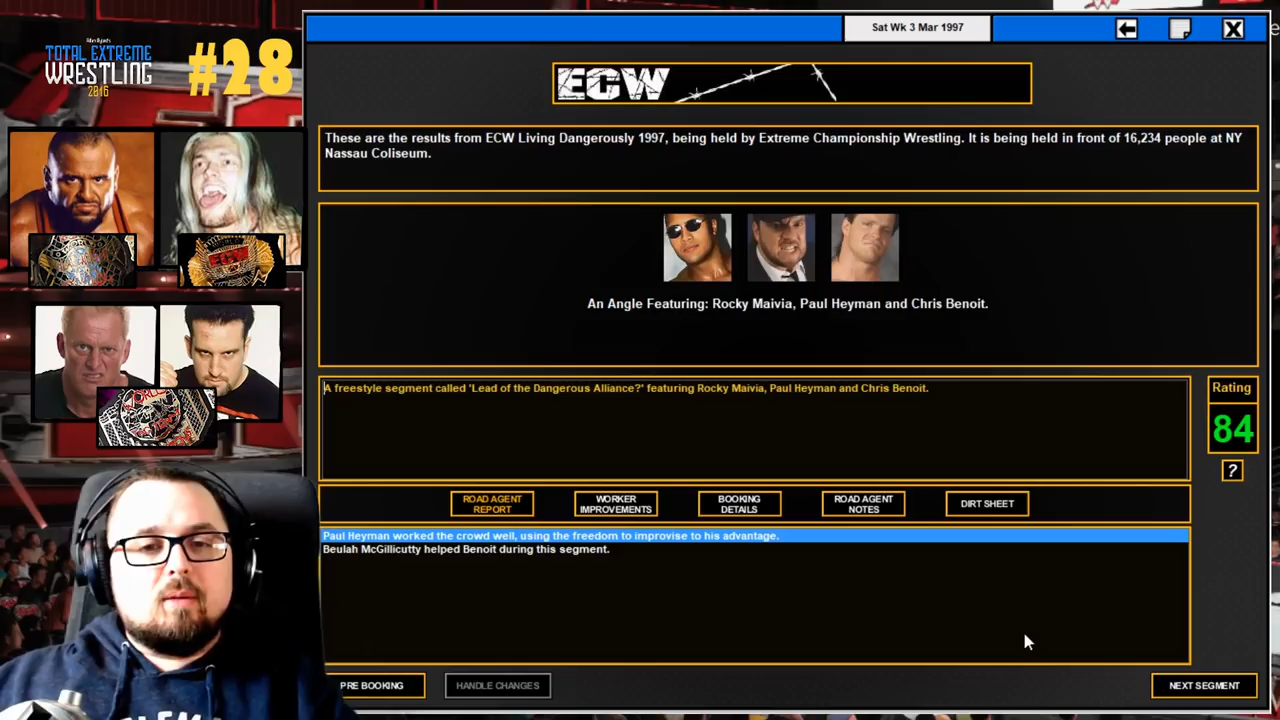 TOTAL EXTREME
WRESTLING
2016
#28
Sat Wk 3 Mar 1997
ECW
These are the results from ECW Living Dangerously 1997, being held by Extreme Championship Wrestling. It is being held in front of 16,234 people at NY
Nassau Coliseum.
An Angle Featuring: Rocky Maivia, Paul Heyman and Chris Benoit.
A freestyle segment called 'Lead of the Dangerous Alliance?' featuring Rocky Maivia, Paul Heyman and Chris Benoit.
Rating
84
?
ROAD AGENT
REPORT
WORKER
IMPROVEMENTS
BOOKING
DETAILS
ROAD AGENT
NOTES
DIRT SHEET
Paul Heyman worked the crowd well, using the freedom to improvise to his advantage.
Beulah McGillicutty helped Benoit during this segment.
PRE BOOKING
HANDLE CHANGES
NEXT SEGMENT
ECW